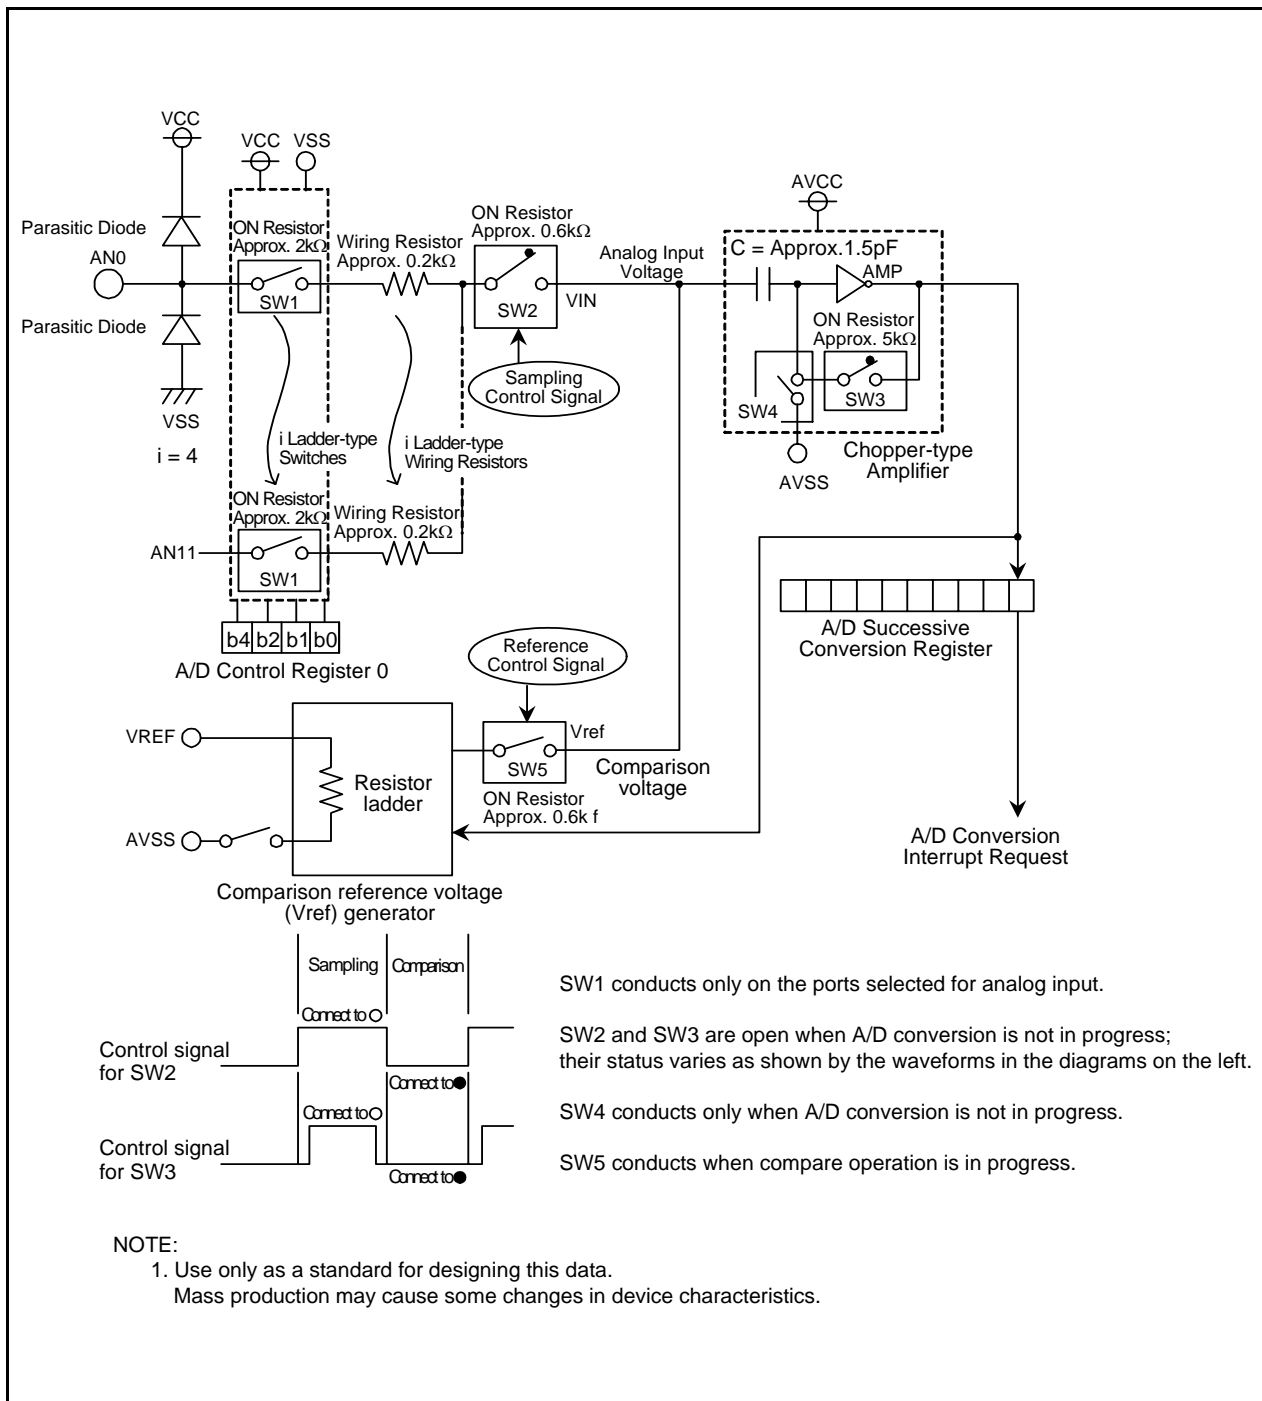 VCC
VCC VSS
AVCC
Parasitic Diode
ON Resistor
Approx. 2kΩ
Wiring Resistor
Approx. 0.2kΩ
ON Resistor
Approx. 0.6kΩ
Analog Input
Voltage
C = Approx.1.5pF
AMP
AN0
SW1
SW2
VIN
Parasitic Diode
ON Resistor
Approx. 5kΩ
Sampling
Control Signal
SW4
SW3
VSS
i = 4
i Ladder-type
Switches
i Ladder-type
Wiring Resistors
Chopper-type
Amplifier
AVSS
ON Resistor
Approx. 2kΩ
Wiring Resistor
Approx. 0.2kΩ
AN11
SW1
b4 b2 b1 b0
A/D Control Register 0
A/D Successive
Conversion Register
Reference
Control Signal
VREF
Vref
SW5
Resistor
ladder
Comparison
voltage
ON Resistor
Approx. 0.6k f
AVSS
A/D Conversion
Interrupt Request
Comparison reference voltage
(Vref) generator
Sampling Comparison
Connect to
Control signal
for SW2
Connect to
Connect to
Control signal
for SW3
Connect to
SW1 conducts only on the ports selected for analog input.
SW2 and SW3 are open when A/D conversion is not in progress;
their status varies as shown by the waveforms in the diagrams on the left.
SW4 conducts only when A/D conversion is not in progress.
SW5 conducts when compare operation is in progress.
NOTE:
1. Use only as a standard for designing this data.
Mass production may cause some changes in device characteristics.